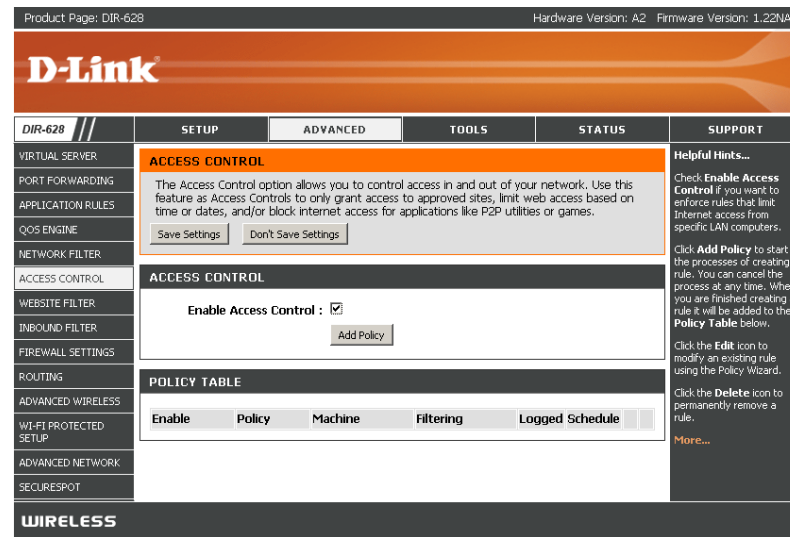 Product Page: DIR-628
Hardware Version: A2
Firmware Version: 1.22NA
D-Link
DIR-628
SETUP
ADVANCED
TOOLS
STATUS
SUPPORT
VIRTUAL SERVER
PORT FORWARDING
APPLICATION RULES
QOS ENGINE
NETWORK FILTER
ACCESS CONTROL
WEBSITE FILTER
INBOUND FILTER
FIREWALL SETTINGS
ROUTING
ADVANCED WIRELESS
WI-FI PROTECTED
SETUP
ADVANCED NETWORK
SECURESPOT
ACCESS CONTROL
The Access Control option allows you to control access in and out of your network. Use this
feature as Access Controls to only grant access to approved sites, limit web access based on
time or dates, and/or block internet access for applications like P2P utilities or games.
Save Settings
Don't Save Settings
ACCESS CONTROL
Enable Access Control :
Add Policy
POLICY TABLE
Enable Policy Machine Filtering Logged Schedule
Helpful Hints...
Check Enable Access
Control if you want to
enforce rules that limit
Internet access from
specific LAN computers.
Click Add Policy to start
the processes of creating
rule. You can cancel the
process at any time. Whe
you are finished creating
rule it will be added to the
Policy Table below.
Click the Edit icon to
modify an existing rule
using the Policy Wizard.
Click the Delete icon to
permanently remove a
rule.
More...
WIRELESS